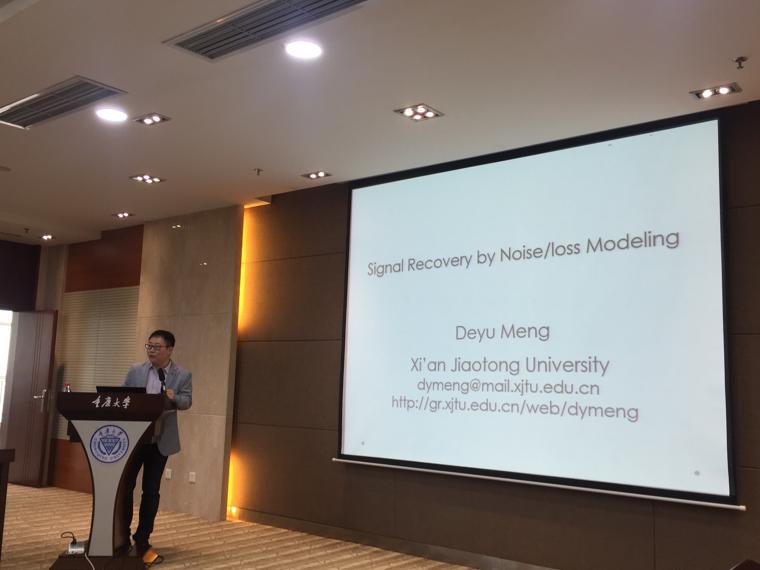 Signal Recovery by Noise/loss Modeling
Deyu Meng
Xi'an Jiaotong University
dymeng@mail.xjtu.edu.cn
http://gr.xjtu.edu.cn/web/dymeng
重庆大学